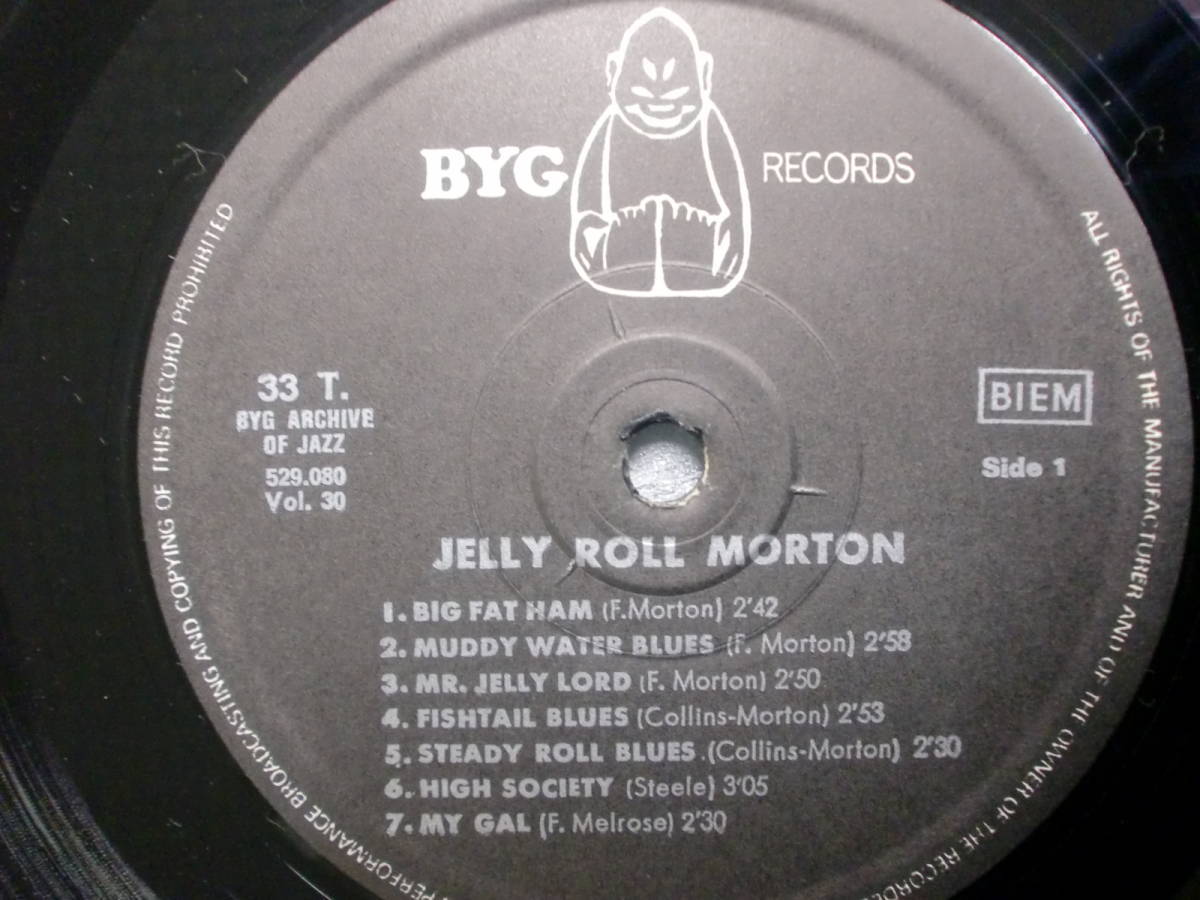 BYG RECORDS
33 T.
BYG ARCHIVE
OF JAZZ
529.080
Vol. 30
BIEM
Side 1
JELLY ROLL MORTON
1. BIG FAT HAM (F.Morton) 2'42
2. MUDDY WATER BLUES (F. Morton) 2'58
3. MR. JELLY LORD (F. Morton) 2'50
4. FISHTAIL BLUES (Collins-Morton) 2'53
5. STEADY ROLL BLUES (Collins-Morton) 2'30
6. HIGH SOCIETY (Steele) 3'05
7. MY GAL (F. Melrose) 2'30
ALL RIGHTS OF THE MANUFACTURER AND OF THE OWNER OF THE
PERFORMANCE BROADCASTING AND COPYING OF THIS RECORD PROHIBITED